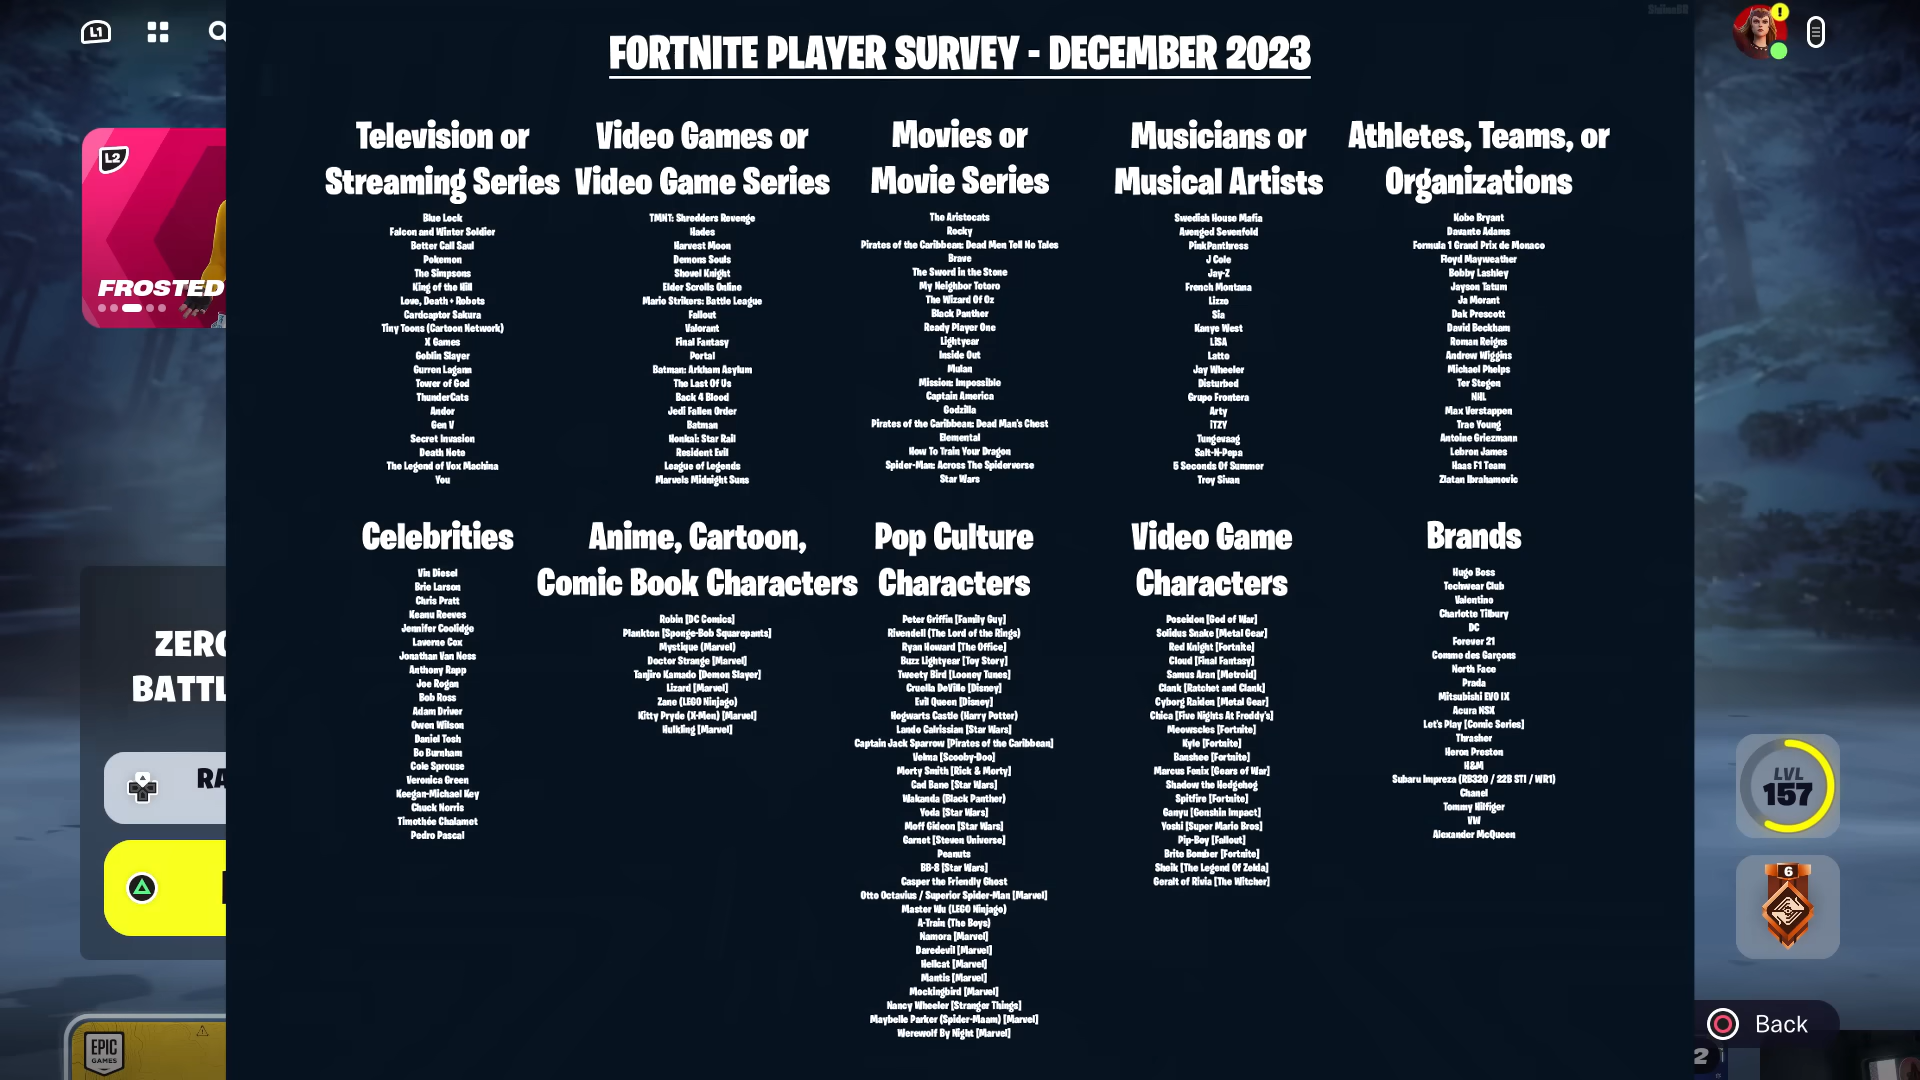 L1
FORTNITE PLAYER SURVEY - DECEMBER 2023
L2
FROSTED
Television or
Streaming Series
Blue Lock
Falcon and Winter Soldier
Better Call Saul
Pokemon
The Simpsons
King of the Hill
Love, Death + Robots
Cardcaptor Sakura
Tiny Toons (Cartoon Network)
X Games
Goblin Slayer
Gurren Lagann
Tower of God
ThunderCats
Andor
Gen V
Secret Invasion
Death Note
The Legend of Vox Machina
You
Video Games or
Video Game Series
TMNT: Shredders Revenge
Hades
Harvest Moon
Demons Souls
Shovel Knight
Elder Scrolls Online
Mario Strikers: Battle League
Fallout
Valorant
Final Fantasy
Portal
Batman: Arkham Asylum
The Last Of Us
Back 4 Blood
Jedi Fallen Order
Batman
Honkai: Star Rail
Resident Evil
League of Legends
Marvels Midnight Suns
Movies or
Movie Series
The Aristocats
Rocky
Pirates of the Caribbean: Dead Men Tell No Tales
Brave
The Sword in the Stone
My Neighbor Totoro
The Wizard Of Oz
Black Panther
Ready Player One
Lightyear
Inside Out
Mulan
Mission: Impossible
Captain America
Godzilla
Pirates of the Caribbean: Dead Man's Chest
Elemental
How To Train Your Dragon
Spider-Man: Across The Spiderverse
Star Wars
Musicians or
Musical Artists
Swedish House Mafia
Avenged Sevenfold
PinkPanthress
J Cole
Jay-Z
French Montana
Lizzo
Sia
Kanye West
LiSA
Latto
Jay Wheeler
Disturbed
Grupo Frontera
Arty
ITZY
Tungevaag
Salt-N-Pepa
5 Seconds Of Summer
Troy Sivan
Athletes, Teams, or
Organizations
Kobe Bryant
Davante Adams
Formula 1 Grand Prix de Monaco
Floyd Mayweather
Bobby Lashley
Jayson Tatum
Ja Morant
Dak Prescott
David Beckham
Roman Reigns
Andrew Wiggins
Michael Phelps
Ter Stegen
NHL
Max Verstappen
Trae Young
Antoine Griezmann
Lebron James
Haas F1 Team
Zlatan Ibrahamovic
Celebrities
Vin Diesel
Brie Larson
Chris Pratt
Keanu Reeves
Jennifer Coolidge
Laverne Cox
Jonathan Van Ness
Anthony Rapp
Joe Rogan
Bob Ross
Adam Driver
Owen Wilson
Daniel Tosh
Bo Burnham
Cole Sprouse
Veronica Green
Keegan-Michael Key
Chuck Norris
Timothée Chalamet
Pedro Pascal
Anime, Cartoon,
Comic Book Characters
Robin [DC Comics]
Plankton [Sponge-Bob Squarepants]
Mystique (Marvel)
Doctor Strange [Marvel]
Tanjiro Kamado [Demon Slayer]
Lizard [Marvel]
Zane (LEGO Ninjago)
Kitty Pryde (X-Men) [Marvel]
Hulkling [Marvel]
Pop Culture
Characters
Peter Griffin [Family Guy]
Rivendell (The Lord of the Rings)
Ryan Howard [The Office]
Buzz Lightyear [Toy Story]
Tweety Bird [Looney Tunes]
Cruella DeVille [Disney]
Evil Queen [Disney]
Hogwarts Castle (Harry Potter)
Lando Calrissian [Star Wars]
Captain Jack Sparrow [Pirates of the Caribbean]
Velma [Scooby-Doo]
Morty Smith [Rick & Morty]
Cad Bane [Star Wars]
Wakanda (Black Panther)
Yoda [Star Wars]
Moff Gideon [Star Wars]
Garnet [Steven Universe]
Peanuts
BB-8 [Star Wars]
Casper the Friendly Ghost
Otto Octavius / Superior Spider-Man [Marvel]
Master Wu (LEGO Ninjago)
A-Train (The Boys)
Namora [Marvel]
Daredevil [Marvel]
Hellcat [Marvel]
Mantis [Marvel]
Mockingbird [Marvel]
Nancy Wheeler [Stranger Things]
Maybelle Parker (Spider-Maam) [Marvel]
Werewolf By Night [Marvel]
Video Game
Characters
Poseidon [God of War]
Solidus Snake [Metal Gear]
Red Knight [Fortnite]
Cloud [Final Fantasy]
Samus Aran [Metroid]
Clank [Ratchet and Clank]
Cyborg Raiden [Metal Gear]
Chica [Five Nights At Freddy's]
Meowscles [Fortnite]
Kyle [Fortnite]
Banshee [Fortnite]
Marcus Fenix [Gears of War]
Shadow the Hedgehog
Spitfire [Fortnite]
Ganyu [Genshin Impact]
Yoshi [Super Mario Bros]
Pip-Boy [Fallout]
Brite Bomber [Fortnite]
Sheik [The Legend Of Zelda]
Geralt of Rivia [The Witcher]
Brands
Hugo Boss
Techwear Club
Valentino
Charlotte Tilbury
DC
Forever 21
Comme des Garçons
North Face
Prada
Mitsubishi EVO IX
Acura NSX
Let's Play [Comic Series]
Thrasher
Heron Preston
H&M
Subaru Impreza (RB320 / 22B STI / WR1)
Chanel
Tommy Hilfiger
VW
Alexander McQueen
ZERO
BATTL
RA
LVL
157
6
EPIC
GAMES
Back
2